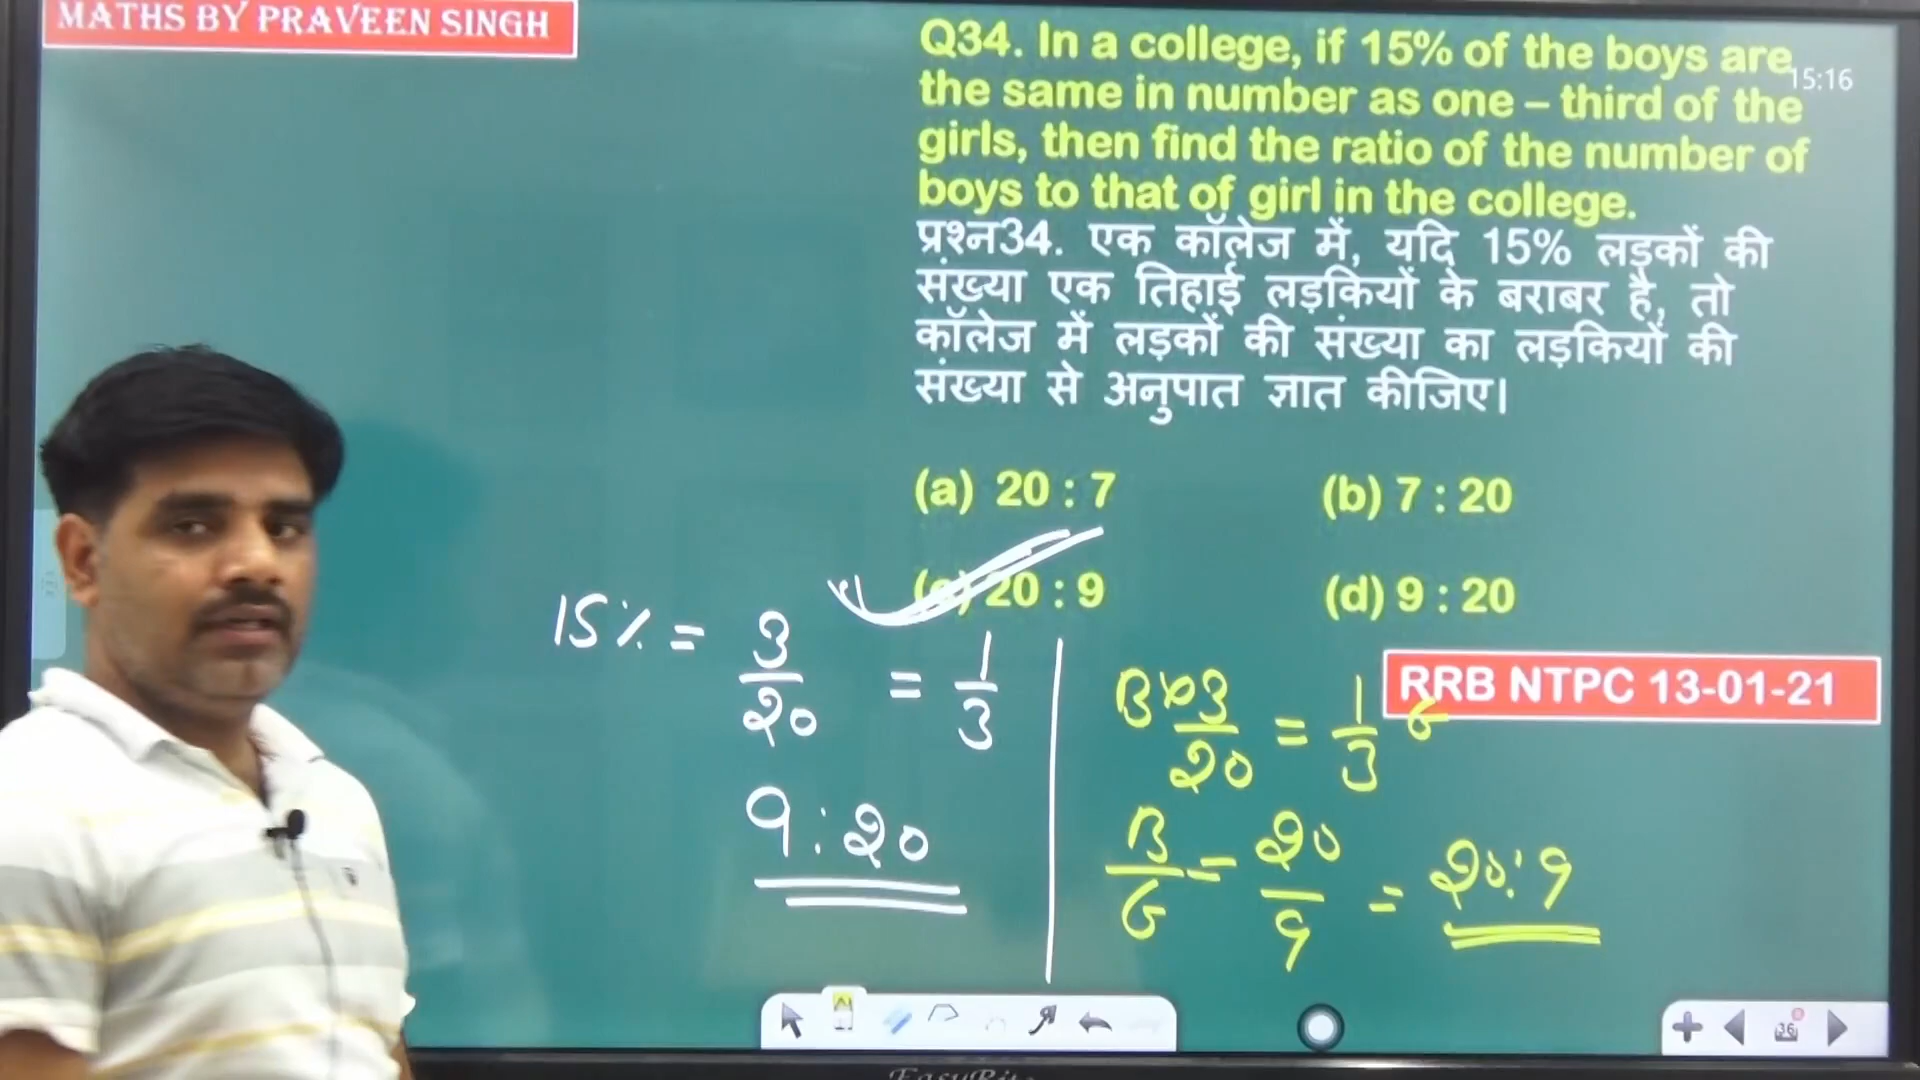 MATHS BY PRAVEEN SINGH
Q34. In a college, if 15% of the boys are
15:16
the same in number as one – third of the
girls, then find the ratio of the number of
boys to that of girl in the college.
प्रश्न34. एक कॉलेज में, यदि 15% लड़कों की
संख्या एक तिहाई लड़कियों के बराबर है, तो
कॉलेज में लड़कों की संख्या का लड़कियों की
संख्या से अनुपात ज्ञात कीजिए।
(a) 20 : 7
(b) 7 : 20
(c) 20 : 9
(d) 9 : 20
RRB NTPC 13-01-21
15% = 3/20 = 1/3
9 : 20
B × 3/20 = 1/3 G
B/G = 20/9 = 20:9
36
EasyRite